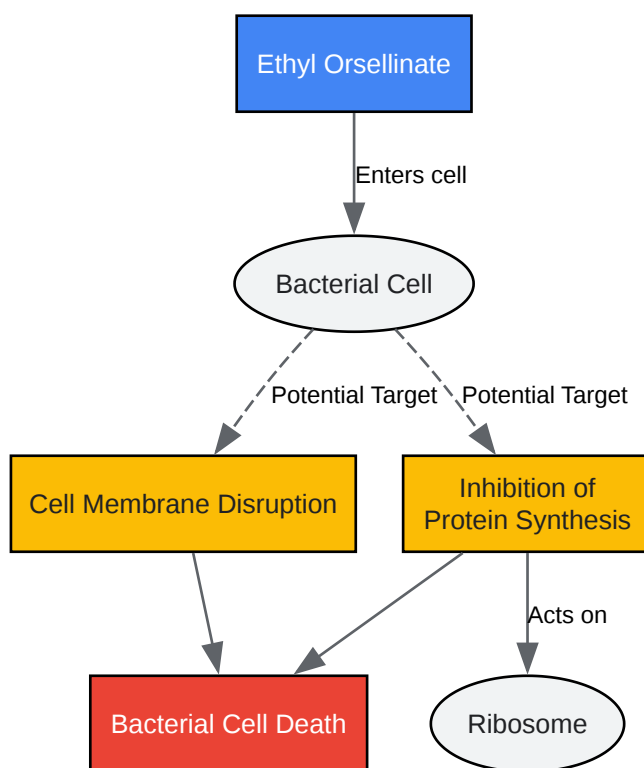 Ethyl Orsellinate
Enters cell
Bacterial Cell
Potential Target
Potential Target
Cell Membrane Disruption
Inhibition of
Protein Synthesis
Acts on
Bacterial Cell Death
Ribosome